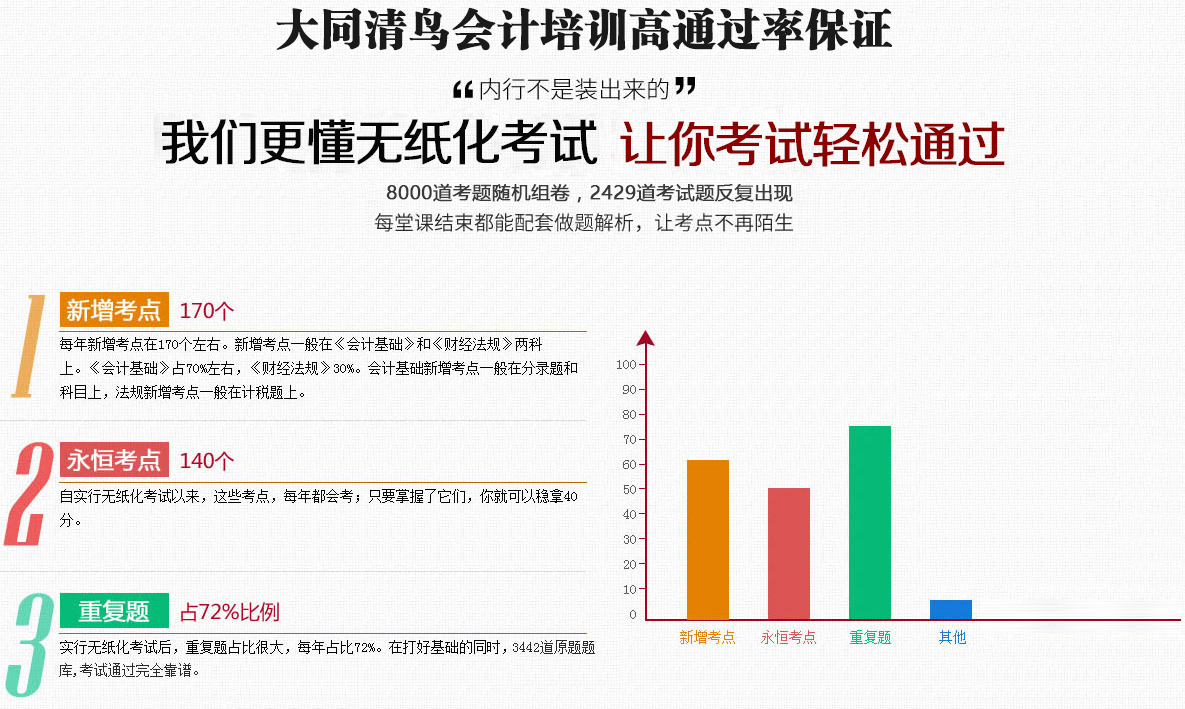 大同清鸟会计培训高通过率保证
“内行不是装出来的”
我们更懂无纸化考试 让你考试轻松通过
8000道考题随机组卷，2429道考试题反复出现
每堂课结束都能配套做题解析，让考点不再陌生
1 新增考点 170个
每年新增考点在170个左右。新增考点一般在《会计基础》和《财经法规》两科
上。《会计基础》占70%左右，《财经法规》30%。会计基础新增考点一般在分录题和
科目上，法规新增考点一般在计税题上。
2 永恒考点 140个
自实行无纸化考试以来，这些考点，每年都会考；只要掌握了它们，你就可以稳拿40
分。
3 重复题 占72%比例
实行无纸化考试后，重复题占比很大，每年占比72%。在打好基础的同时，3442道原题题
库,考试通过完全靠谱。
100
90
80
70
60
50
40
30
20
10
0
新增考点 永恒考点 重复题 其他